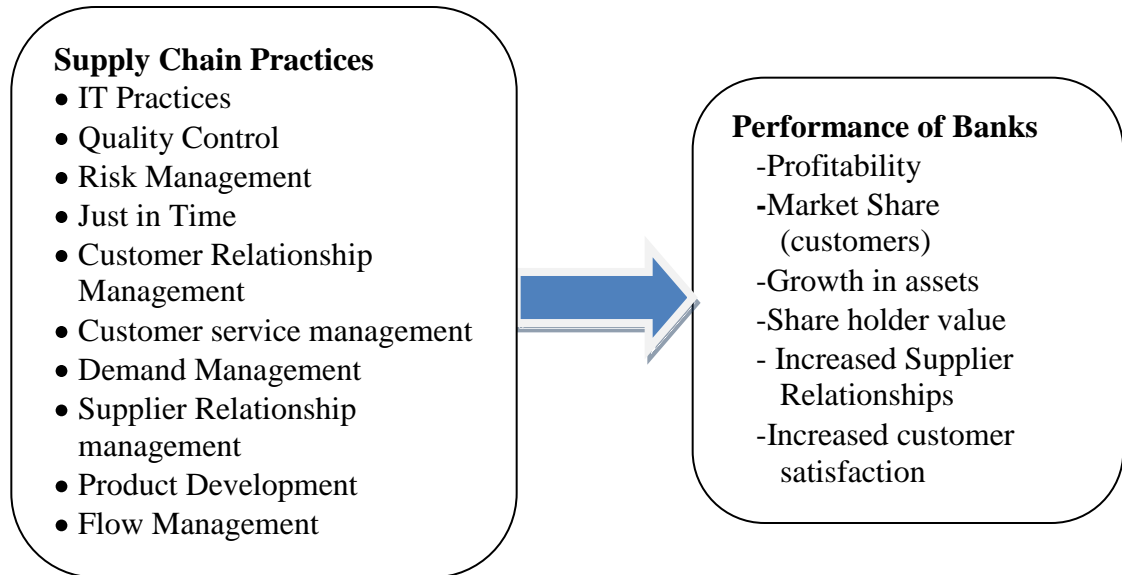 Supply Chain Practices
• IT Practices
• Quality Control
• Risk Management
• Just in Time
• Customer Relationship
Management
• Customer service management
• Demand Management
• Supplier Relationship
management
• Product Development
• Flow Management
Performance of Banks
-Profitability
-Market Share
(customers)
-Growth in assets
-Share holder value
- Increased Supplier
Relationships
-Increased customer
satisfaction